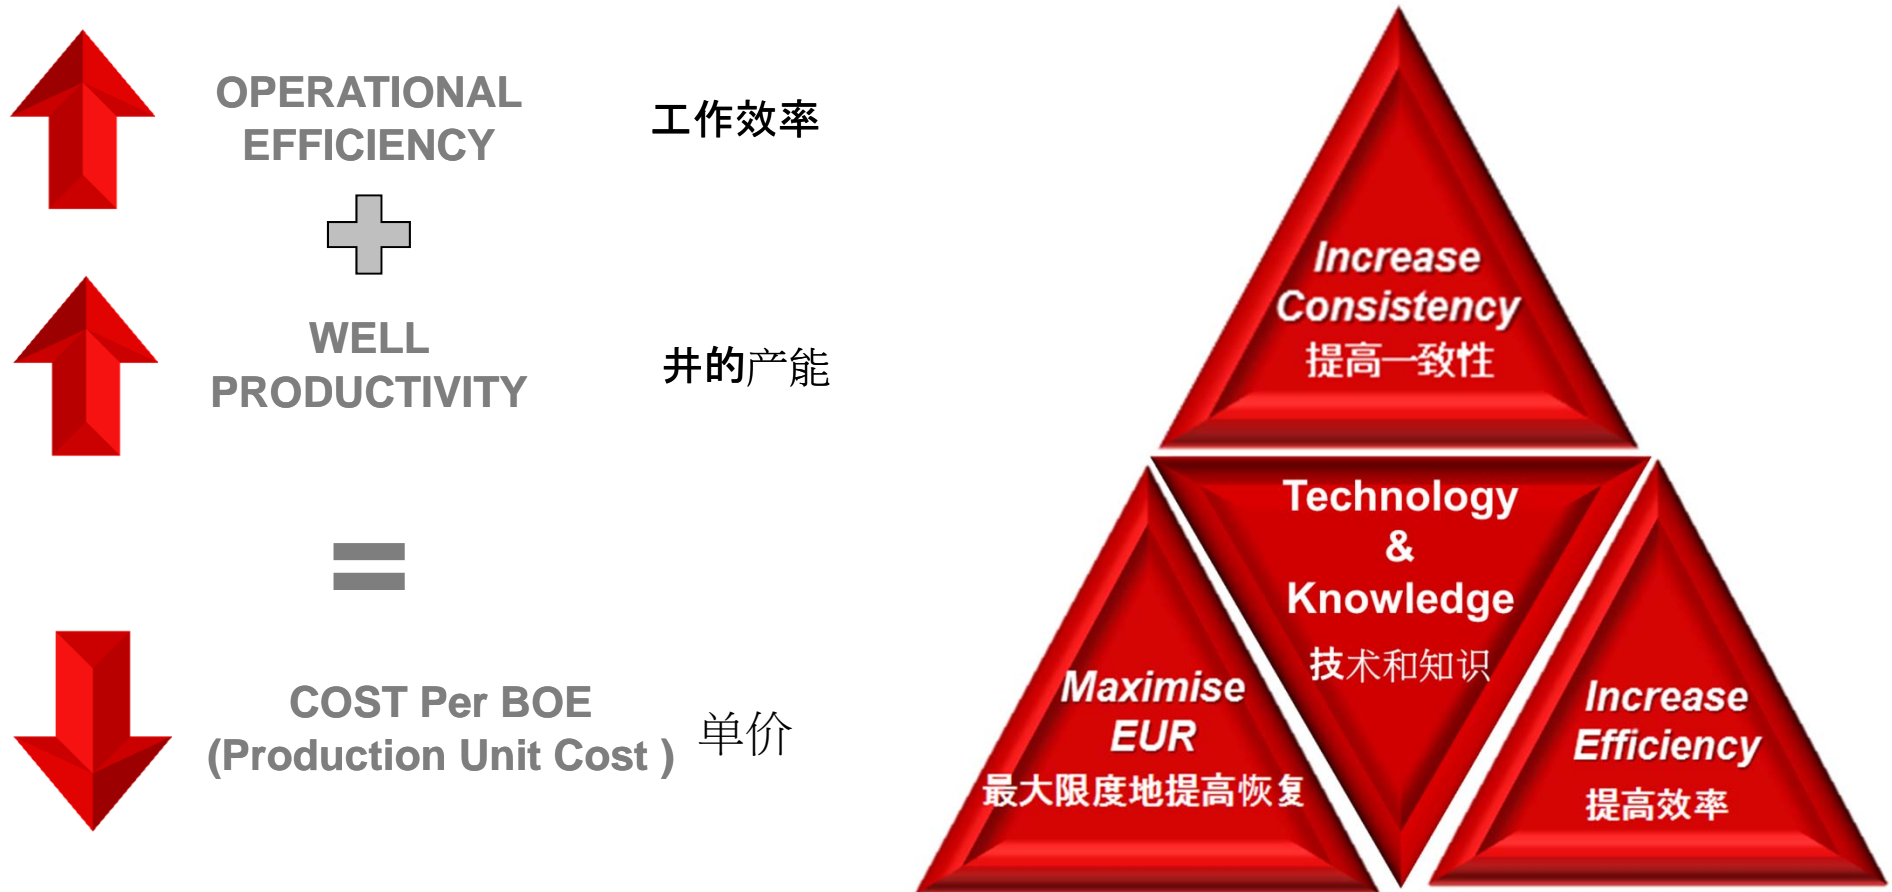 OPERATIONAL
EFFICIENCY
工作效率
WELL
PRODUCTIVITY
井的产能
COST Per BOE
(Production Unit Cost )
单价
Increase
Consistency
提高一致性
Technology
&
Knowledge
技术和知识
Maximise
EUR
最大限度地提高恢复
Increase
Efficiency
提高效率